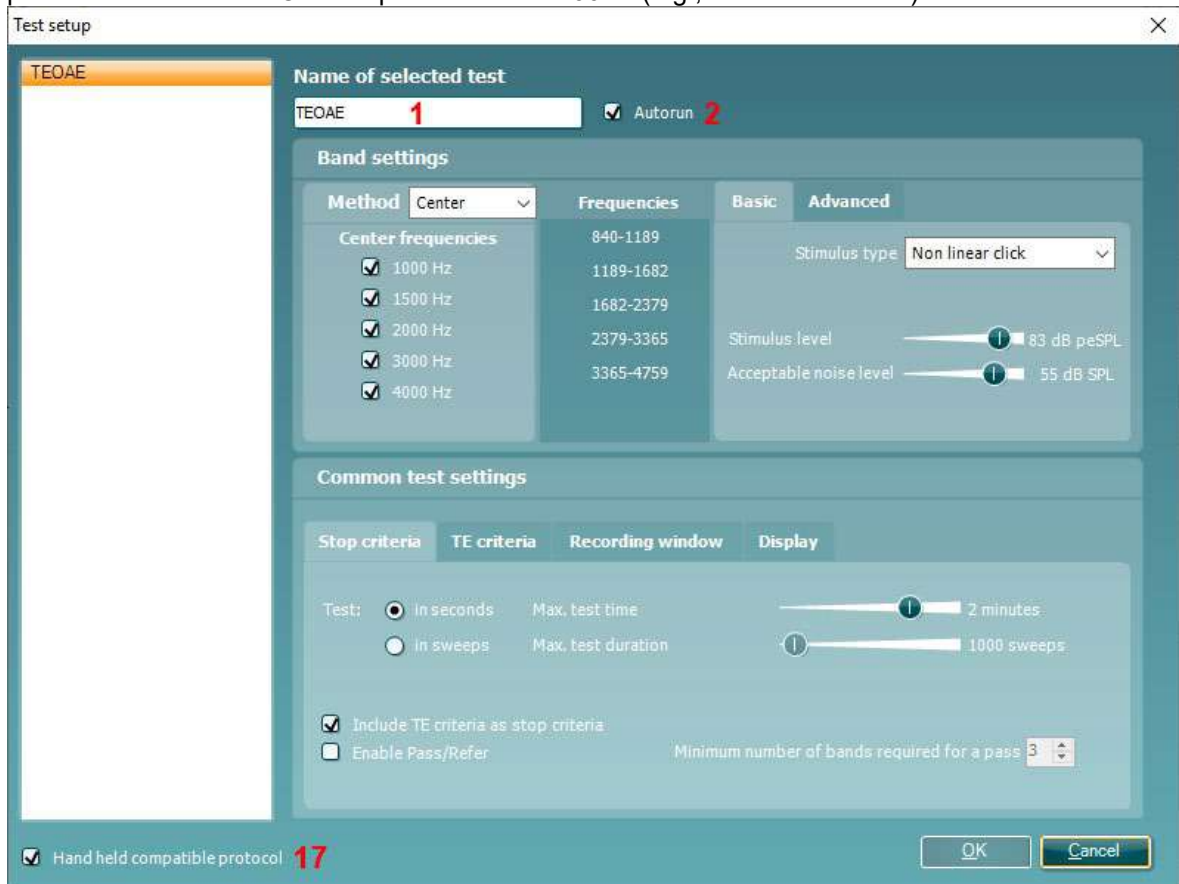 Test setup
TEOAE
Name of selected test
TEOAE 1 Autorun 2
Band settings
Method Center
Center frequencies
1000 Hz
1500 Hz
2000 Hz
3000 Hz
4000 Hz
Frequencies
840-1189
1189-1682
1682-2379
2379-3365
3365-4759
Basic Advanced
Stimulus type Non linear click
Stimulus level 83 dB peSPL
Acceptable noise level 55 dB SPL
Common test settings
Stop criteria TE criteria Recording window Display
Test: in seconds Max. test time 2 minutes
in sweeps Max. test duration 1000 sweeps
Include TE criteria as stop criteria
Enable Pass/Refer Minimum number of bands required for a pass 3
Hand held compatible protocol 17
OK Cancel